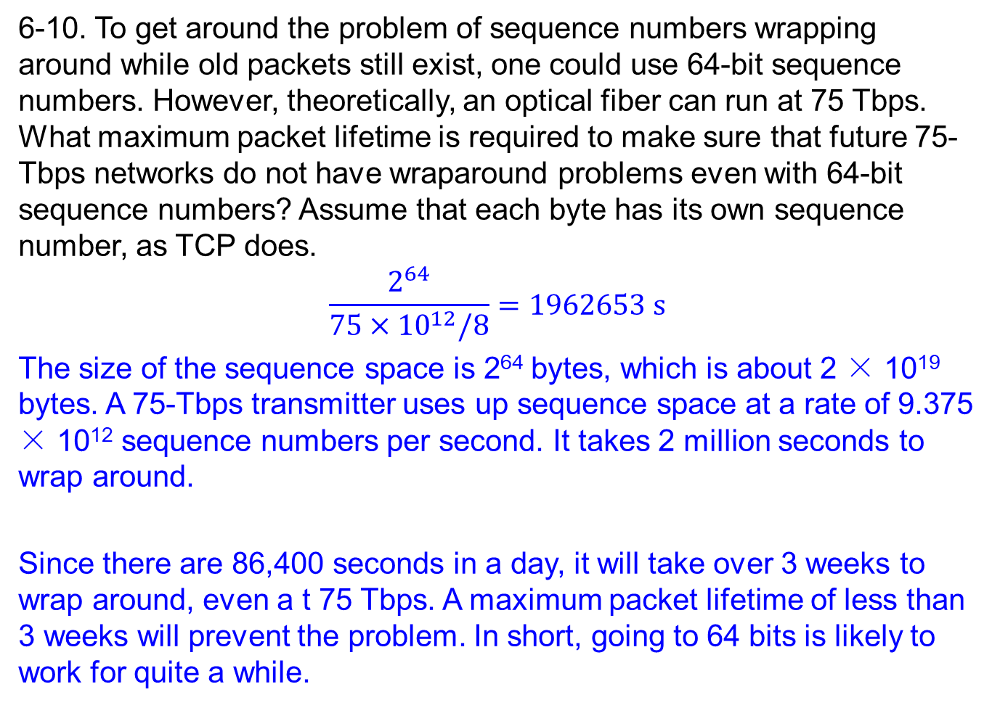 6-10. To get around the problem of sequence numbers wrapping
around while old packets still exist, one could use 64-bit sequence
numbers. However, theoretically, an optical fiber can run at 75 Tbps.
What maximum packet lifetime is required to make sure that future 75-
Tbps networks do not have wraparound problems even with 64-bit
sequence numbers? Assume that each byte has its own sequence
number, as TCP does.
2^64 / (75 × 10^12/8) = 1962653 s
The size of the sequence space is 2^64 bytes, which is about 2 × 10^19
bytes. A 75-Tbps transmitter uses up sequence space at a rate of 9.375
× 10^12 sequence numbers per second. It takes 2 million seconds to
wrap around.
Since there are 86,400 seconds in a day, it will take over 3 weeks to
wrap around, even a t 75 Tbps. A maximum packet lifetime of less than
3 weeks will prevent the problem. In short, going to 64 bits is likely to
work for quite a while.